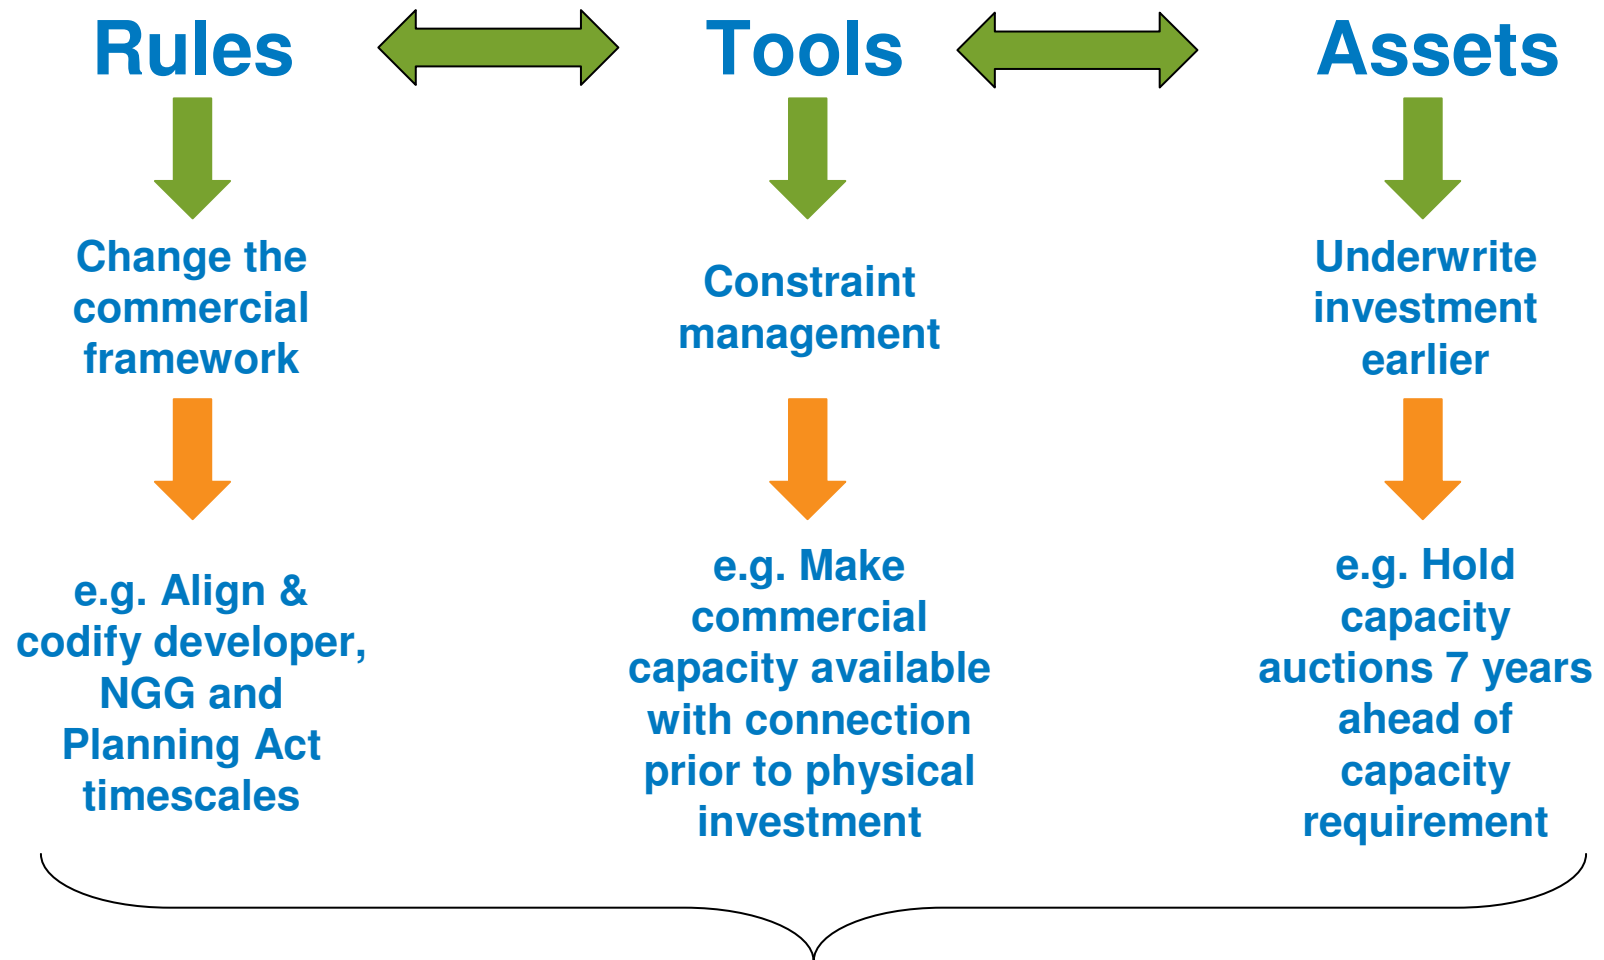 Rules
Tools
Assets
Change the
commercial
framework
Constraint
management
Underwrite
investment
earlier
e.g. Align &
codify developer,
NGG and
Planning Act
timescales
e.g. Make
commercial
capacity available
with connection
prior to physical
investment
e.g. Hold
capacity
auctions 7 years
ahead of
capacity
requirement